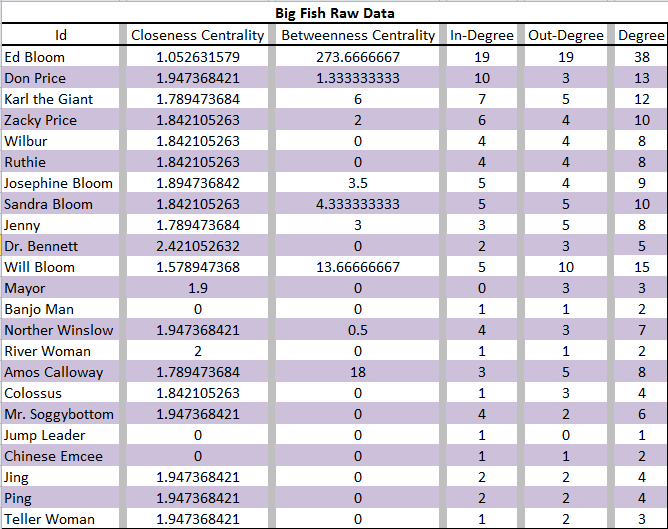 Big Fish Raw Data
Id Closeness Centrality Betweenness Centrality In-Degree Out-Degree Degree
Ed Bloom 1.052631579 273.6666667 19 19 38
Don Price 1.947368421 1.333333333 10 3 13
Karl the Giant 1.789473684 6 7 5 12
Zacky Price 1.842105263 2 6 4 10
Wilbur 1.842105263 0 4 4 8
Ruthie 1.842105263 0 4 4 8
Josephine Bloom 1.894736842 3.5 5 4 9
Sandra Bloom 1.842105263 4.333333333 5 5 10
Jenny 1.789473684 3 3 5 8
Dr. Bennett 2.421052632 0 2 3 5
Will Bloom 1.578947368 13.66666667 5 10 15
Mayor 1.9 0 0 3 3
Banjo Man 0 0 1 1 2
Norther Winslow 1.947368421 0.5 4 3 7
River Woman 2 0 1 1 2
Amos Calloway 1.789473684 18 3 5 8
Colossus 1.842105263 0 1 3 4
Mr. Soggybottom 1.947368421 0 4 2 6
Jump Leader 0 0 1 0 1
Chinese Emcee 0 0 1 1 2
Jing 1.947368421 0 2 2 4
Ping 1.947368421 0 2 2 4
Teller Woman 1.947368421 0 1 2 3